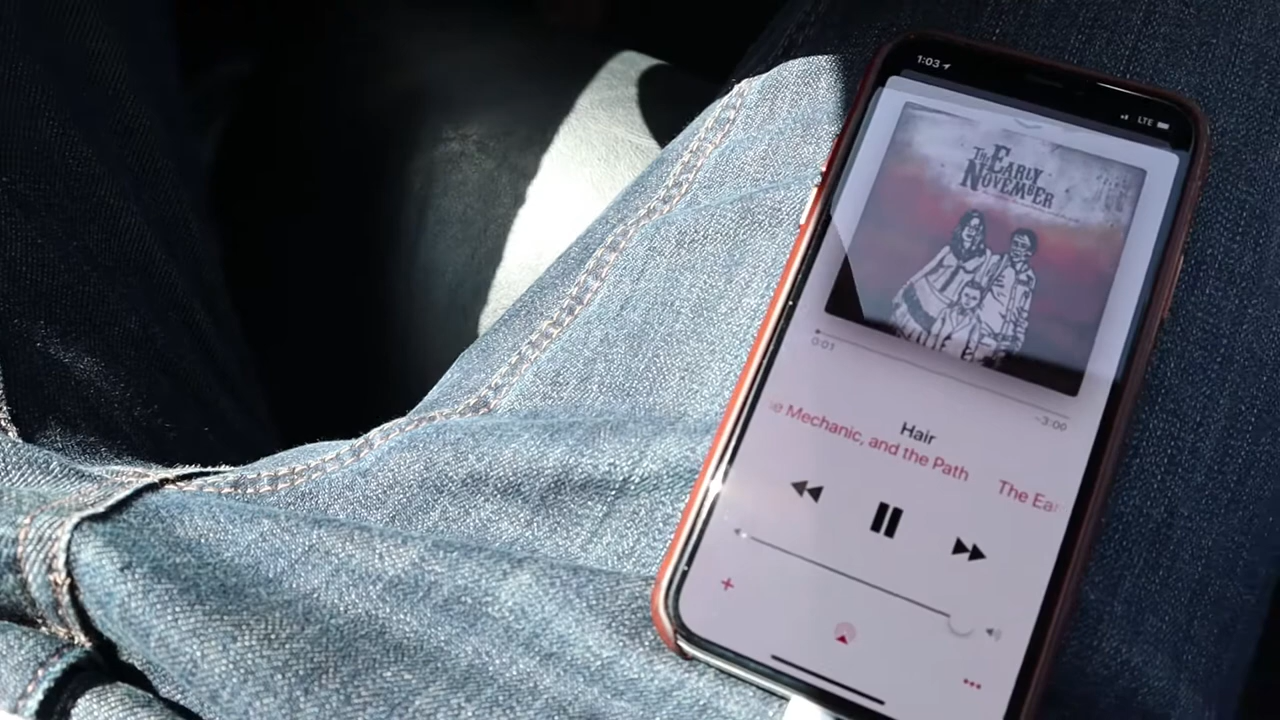 1:03
LTE
THE EARLY
NOVEMBER
0:01
-3:00
Hair
e Mechanic, and the Path The Ea